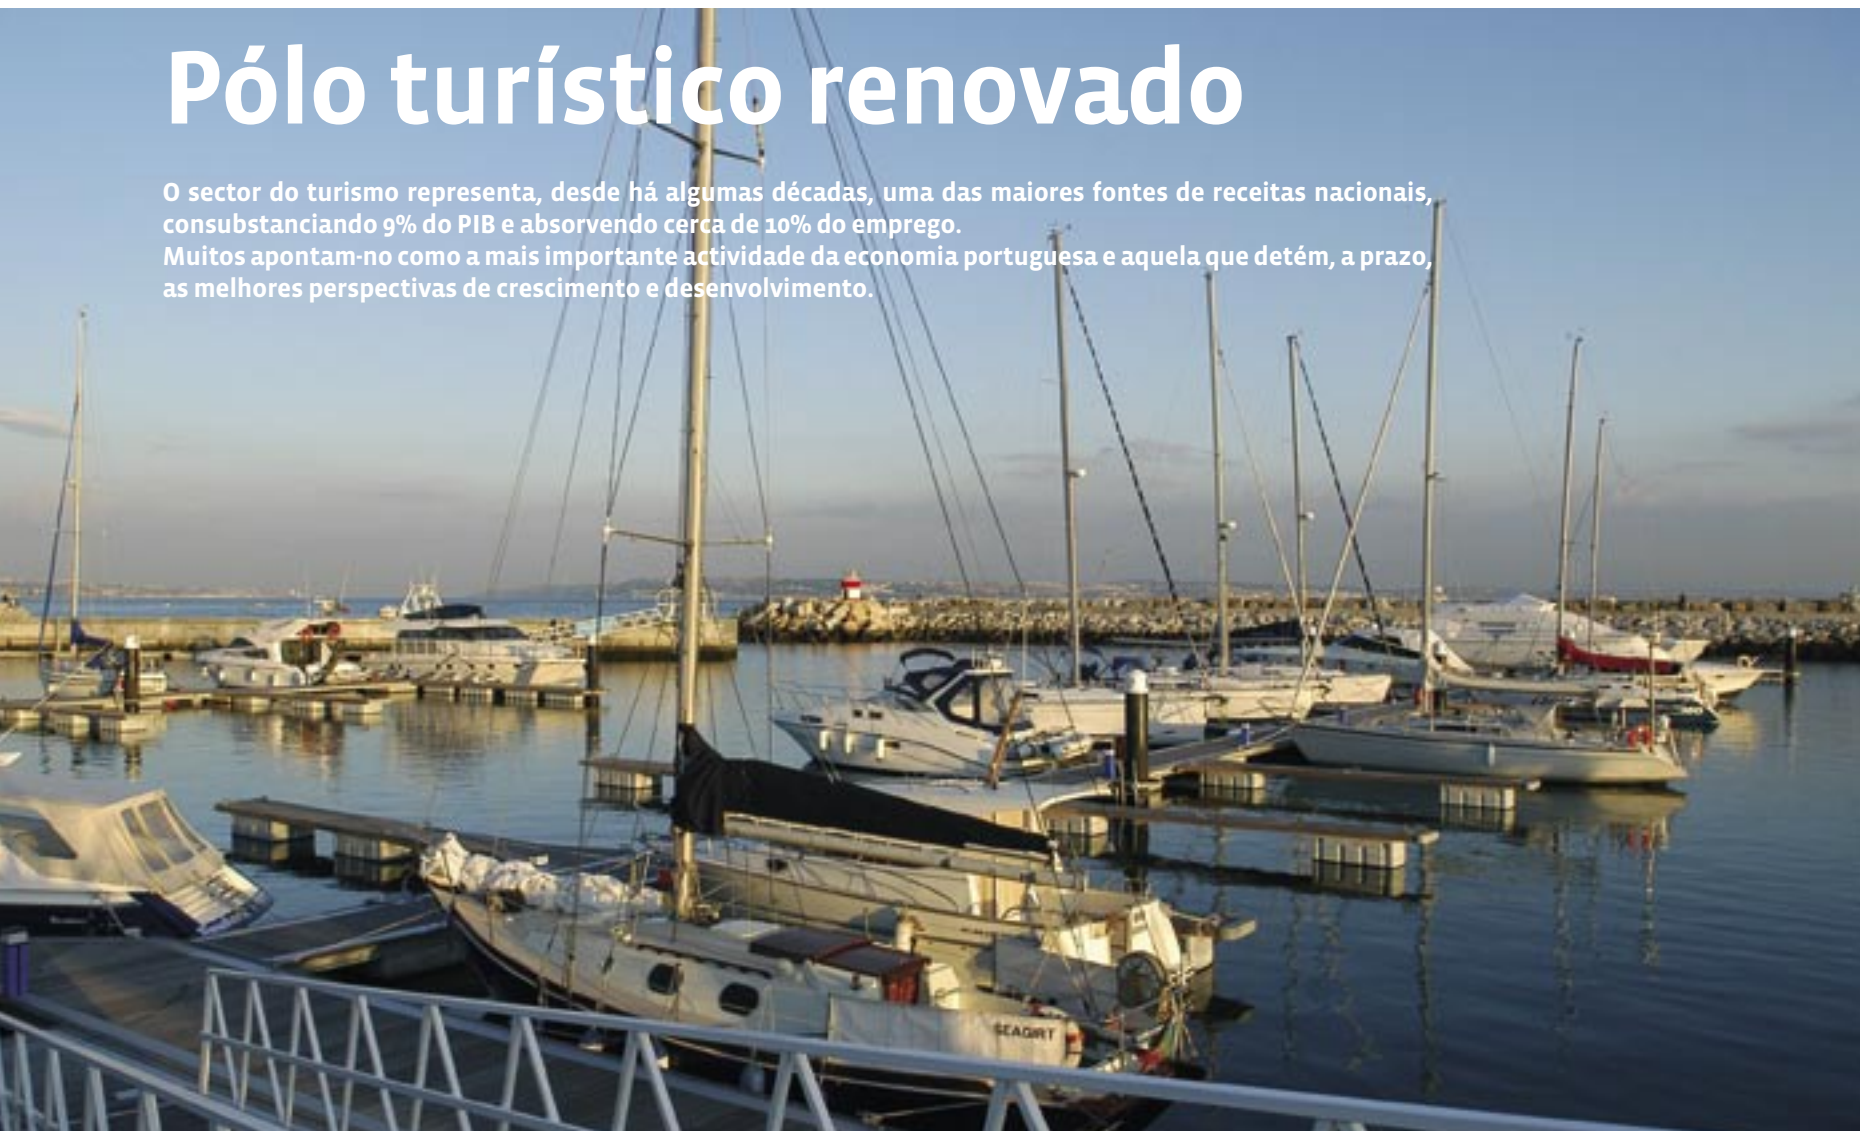 Pólo turístico renovado
O sector do turismo representa, desde há algumas décadas, uma das maiores fontes de receitas nacionais,
consubstanciando 9% do PIB e absorvendo cerca de 10% do emprego.
Muitos apontam-no como a mais importante actividade da economia portuguesa e aquela que detém, a prazo,
as melhores perspectivas de crescimento e desenvolvimento.
SEAGIRT